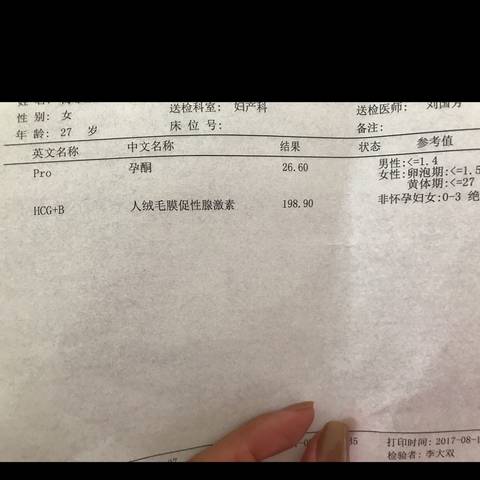 送检科室: 妇产科 送检医师:
性 别: 女
年 龄: 27 岁 床 位 号: 备注:
英文名称 中文名称 结果 状态 参考值
Pro 孕酮 26.60 男性:<=1.4
女性:卵泡期:<=1.5
黄体期:<=27
HCG+B 人绒毛膜促性腺激素 198.90 非怀孕妇女:0-3 绝
打印时间: 2017-08-1
检验者: 李大双